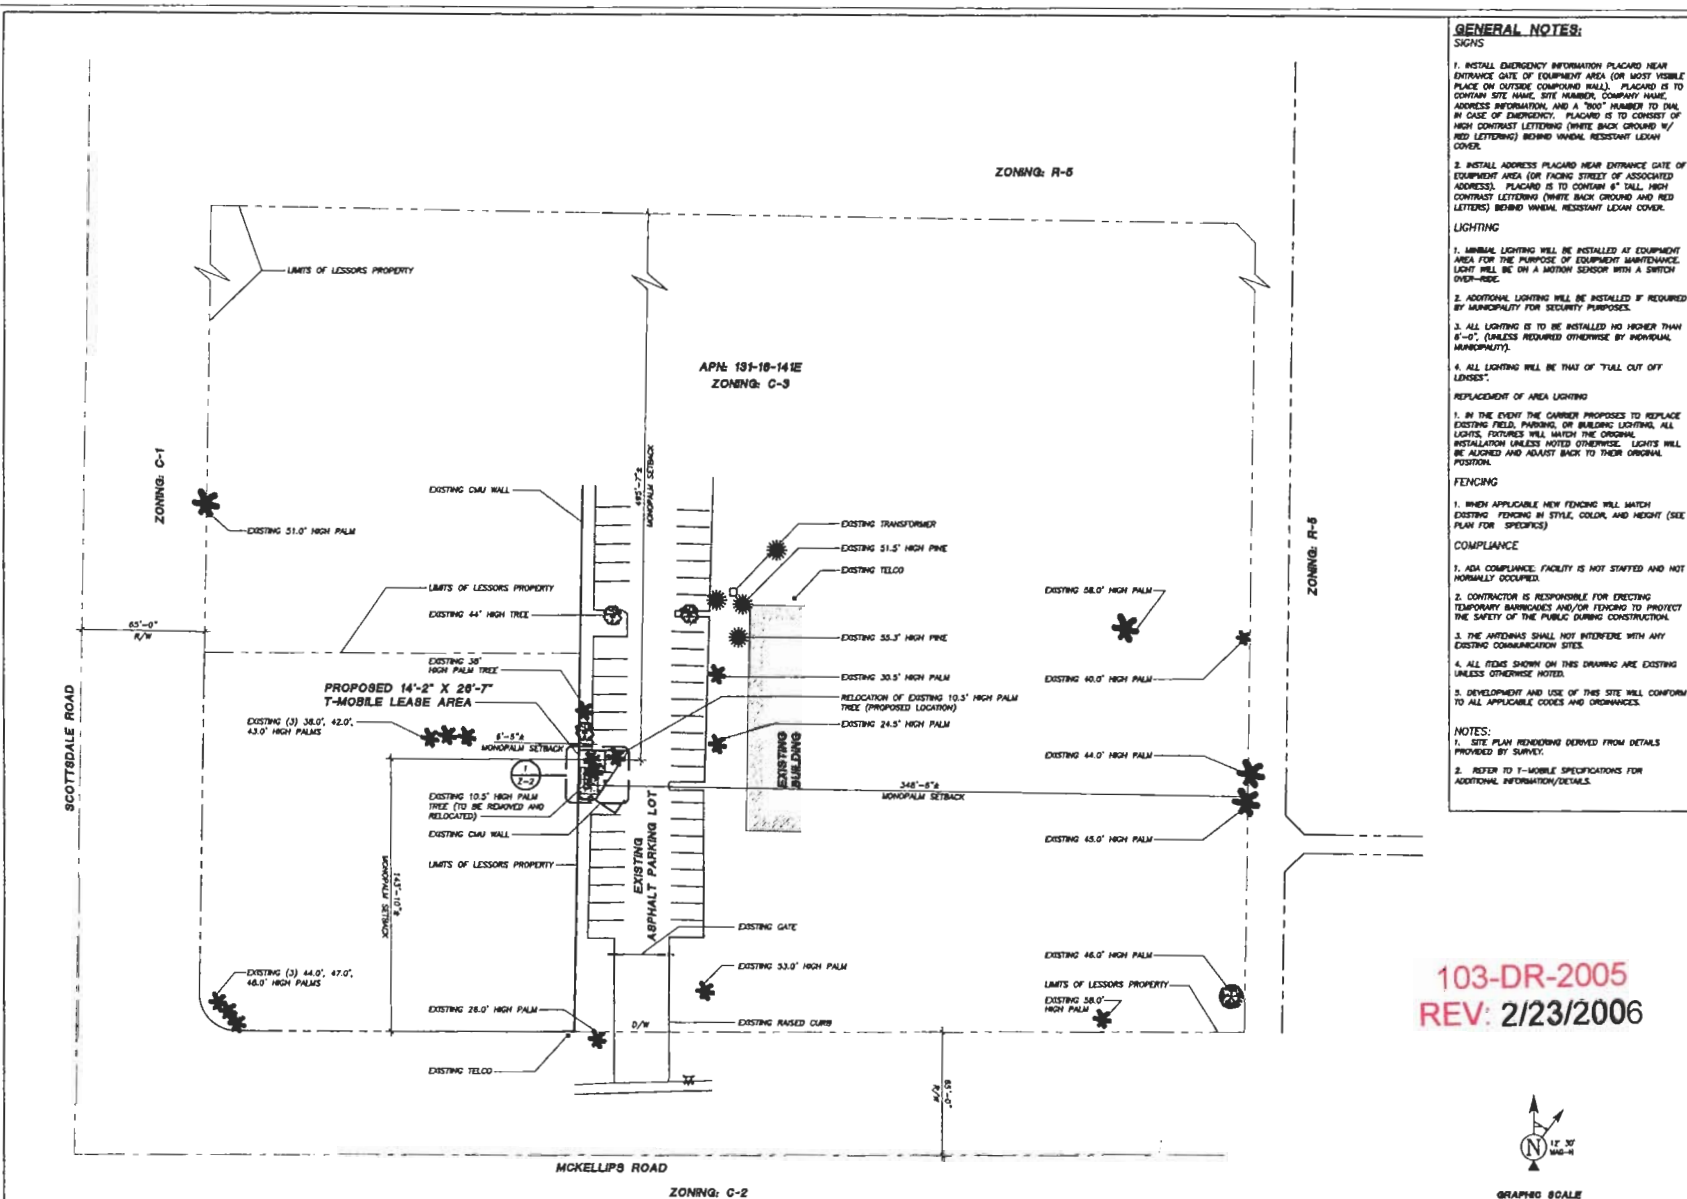 GENERAL NOTES:
SIGNS
1. INSTALL EMERGENCY INFORMATION PLACARD NEAR
ENTRANCE GATE OF EQUIPMENT AREA (OR MOST VISIBLE
PLACE ON OUTSIDE COMPOUND WALL). PLACARD IS TO
CONTAIN SITE NAME, SITE NUMBER, COMPANY NAME,
ADDRESS INFORMATION, AND A "800" NUMBER TO DIAL
IN CASE OF EMERGENCY. PLACARD IS TO CONSIST OF
HIGH CONTRAST LETTERING (WHITE BACK GROUND W/
RED LETTERING) BEHIND VANDAL RESISTANT LEXAN
COVER.
2. INSTALL ADDRESS PLACARD NEAR ENTRANCE GATE OF
EQUIPMENT AREA (OR FACING STREET OF ASSOCIATED
ADDRESS). PLACARD IS TO CONTAIN 6" TALL, HIGH
CONTRAST LETTERING (WHITE BACK GROUND AND RED
LETTERS) BEHIND VANDAL RESISTANT LEXAN COVER.
LIGHTING
1. MINIMAL LIGHTING WILL BE INSTALLED AT EQUIPMENT
AREA FOR THE PURPOSE OF EQUIPMENT MAINTENANCE.
LIGHT WILL BE ON A MOTION SENSOR WITH A SWITCH
OVER-RIDE.
2. ADDITIONAL LIGHTING WILL BE INSTALLED IF REQUIRED
BY MUNICIPALITY FOR SECURITY PURPOSES.
3. ALL LIGHTING IS TO BE INSTALLED NO HIGHER THAN
8'-0", (UNLESS REQUIRED OTHERWISE BY INDIVIDUAL
MUNICIPALITY).
4. ALL LIGHTING WILL BE THAT OF "FULL CUT OFF
LENSES".
REPLACEMENT OF AREA LIGHTING
1. IN THE EVENT THE CARRIER PROPOSES TO REPLACE
EXISTING FIELD, PARKING, OR BUILDING LIGHTING, ALL
LIGHTS, FIXTURES WILL MATCH THE ORIGINAL
INSTALLATION UNLESS NOTED OTHERWISE. LIGHTS WILL
BE ALIGNED AND ADJUST BACK TO THEIR ORIGINAL
POSITION.
FENCING
1. WHEN APPLICABLE NEW FENCING WILL MATCH
EXISTING FENCING IN STYLE, COLOR, AND HEIGHT (SEE
PLAN FOR SPECIFICS)
COMPLIANCE
1. ADA COMPLIANCE: FACILITY IS NOT STAFFED AND NOT
NORMALLY OCCUPIED.
2. CONTRACTOR IS RESPONSIBLE FOR ERECTING
TEMPORARY BARRICADES AND/OR FENCING TO PROTECT
THE SAFETY OF THE PUBLIC DURING CONSTRUCTION.
3. THE ANTENNAS SHALL NOT INTERFERE WITH ANY
EXISTING COMMUNICATION SITES.
4. ALL ITEMS SHOWN ON THIS DRAWING ARE EXISTING
UNLESS OTHERWISE NOTED.
5. DEVELOPMENT AND USE OF THIS SITE WILL CONFORM
TO ALL APPLICABLE CODES AND ORDINANCES.
NOTES:
1. SITE PLAN RENDERING DERIVED FROM DETAILS
PROVIDED BY SURVEY.
2. REFER TO T-MOBILE SPECIFICATIONS FOR
ADDITIONAL INFORMATION/DETAILS.
ZONING: R-5
LIMITS OF LESSORS PROPERTY
APN: 131-16-141E
ZONING: C-3
ZONING: C-1
495'-7"±
MONOPALM SETBACK
EXISTING CMU WALL
EXISTING 51.0' HIGH PALM
EXISTING TRANSFORMER
EXISTING 51.5' HIGH PINE
EXISTING TELCO
ZONING: R-5
LIMITS OF LESSORS PROPERTY
EXISTING 58.0' HIGH PALM
EXISTING 44' HIGH TREE
65'-0"
R/W
EXISTING 55.3' HIGH PINE
EXISTING 38'
HIGH PALM TREE
EXISTING 30.5' HIGH PALM
EXISTING 40.0' HIGH PALM
PROPOSED 14'-2" X 26'-7"
T-MOBILE LEASE AREA
RELOCATION OF EXISTING 10.5' HIGH PALM
TREE (PROPOSED LOCATION)
EXISTING (3) 38.0', 42.0',
43.0' HIGH PALMS
EXISTING 24.5' HIGH PALM
6'-5"±
MONOPALM SETBACK
SCOTTSDALE ROAD
EXISTING
BUILDING
EXISTING 44.0' HIGH PALM
1
Z-2
348'-8"±
MONOPALM SETBACK
EXISTING 10.5' HIGH PALM
TREE (TO BE REMOVED AND
RELOCATED)
EXISTING CMU WALL
EXISTING 45.0' HIGH PALM
LIMITS OF LESSORS PROPERTY
143'-10"±
MONOPALM SETBACK
EXISTING
ASPHALT PARKING LOT
EXISTING GATE
EXISTING 46.0' HIGH PALM
EXISTING 53.0' HIGH PALM
EXISTING (3) 44.0', 47.0',
48.0' HIGH PALMS
LIMITS OF LESSORS PROPERTY
EXISTING 58.0'
HIGH PALM
EXISTING 28.0' HIGH PALM
D/W
EXISTING RAISED CURB
EXISTING TELCO
65'-0"
R/W
103-DR-2005
REV: 2/23/2006
MCKELLIPS ROAD
ZONING: C-2
N
MAG-N
GRAPHIC SCALE